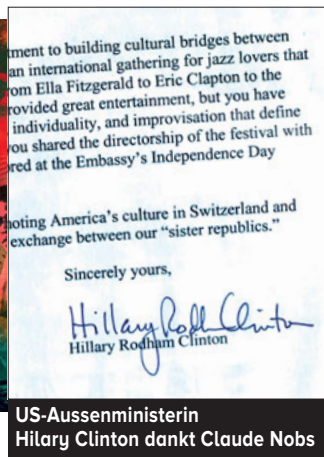 ment to building cultural bridges between
an international gathering for jazz lovers that
om Ella Fitzgerald to Eric Clapton to the
rovided great entertainment, but you have
individuality, and improvisation that define
ou shared the directorship of the festival with
red at the Embassy's Independence Day
noting America's culture in Switzerland and
exchange between our "sister republics."
Sincerely yours,
Hillary Rodham Clinton
Hillary Rodham Clinton
US-Aussenministerin
Hilary Clinton dankt Claude Nobs